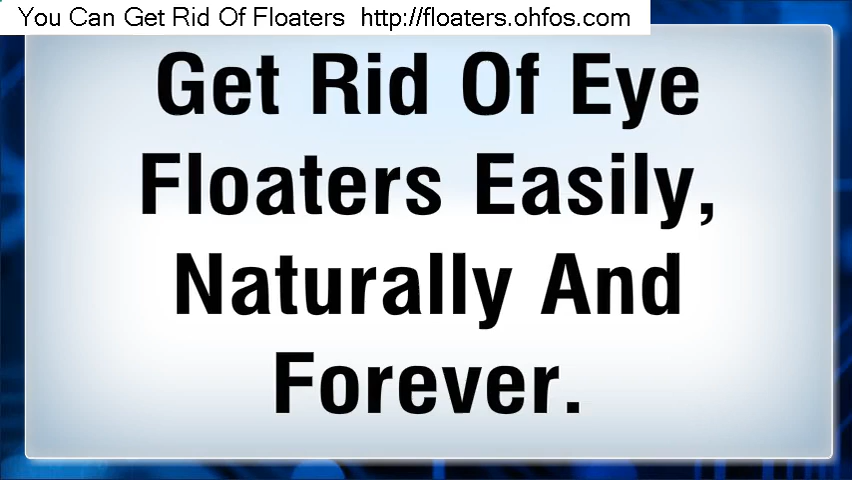 You Can Get Rid Of Floaters http://floaters.ohfos.com
Get Rid Of Eye
Floaters Easily,
Naturally And
Forever.